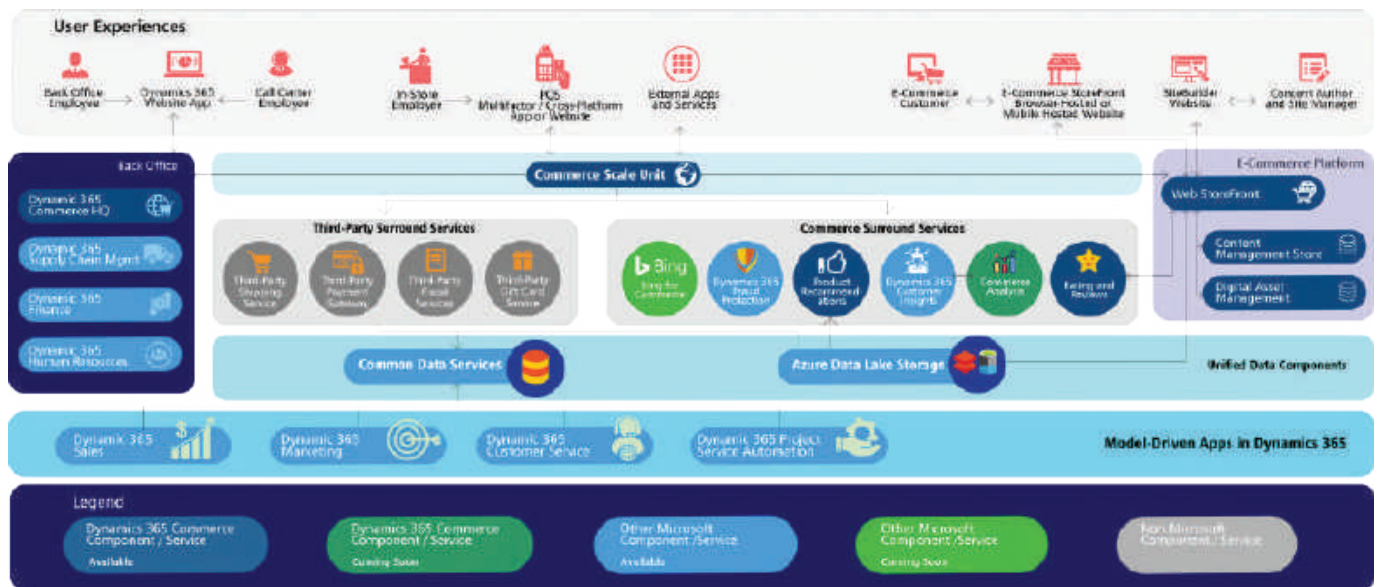 User Experiences
Back Office
Employee
Dynamics 365
Website App
Call Center
Employee
In-Store
Employee
POS
Multifactor / Cross-Platform
App or Website
External Apps
and Services
E-Commerce
Customer
E-Commerce Storefront
Browser-Hosted or
Mobile Hosted Website
SiteBuilder
Website
Content Author
and Site Manager
Back Office
Dynamic 365
Commerce HQ
Dynamic 365
Supply Chain Mgmt
Dynamic 365
Finance
Dynamic 365
Human Resources
Commerce Scale Unit
E-Commerce Platform
Web StoreFront
Content
Management Store
Digital Asset
Management
Third-Party Surround Services
Third-Party
Shipping
Service
Third-Party
Payment
Third-Party
Fiscal
Services
Third-Party
Gift Card
Service
Commerce Surround Services
Bing
Bing for
Commerce
Dynamics 365
Fraud
Protection
Product
Recommend
ations
Dynamics 365
Customer
Insights
Commerce
Analysis
Rating and
Reviews
Common Data Services
Azure Data Lake Storage
Unified Data Components
Dynamic 365
Sales
Dynamic 365
Marketing
Dynamic 365
Customer Service
Dynamic 365 Project
Service Automation
Model-Driven Apps in Dynamics 365
Legend
Dynamics 365 Commerce
Component / Service
Available
Dynamics 365 Commerce
Component / Service
Coming Soon
Other Microsoft
Component /Service
Available
Other Microsoft
Component /Service
Coming Soon
Non Microsoft
Component / Service